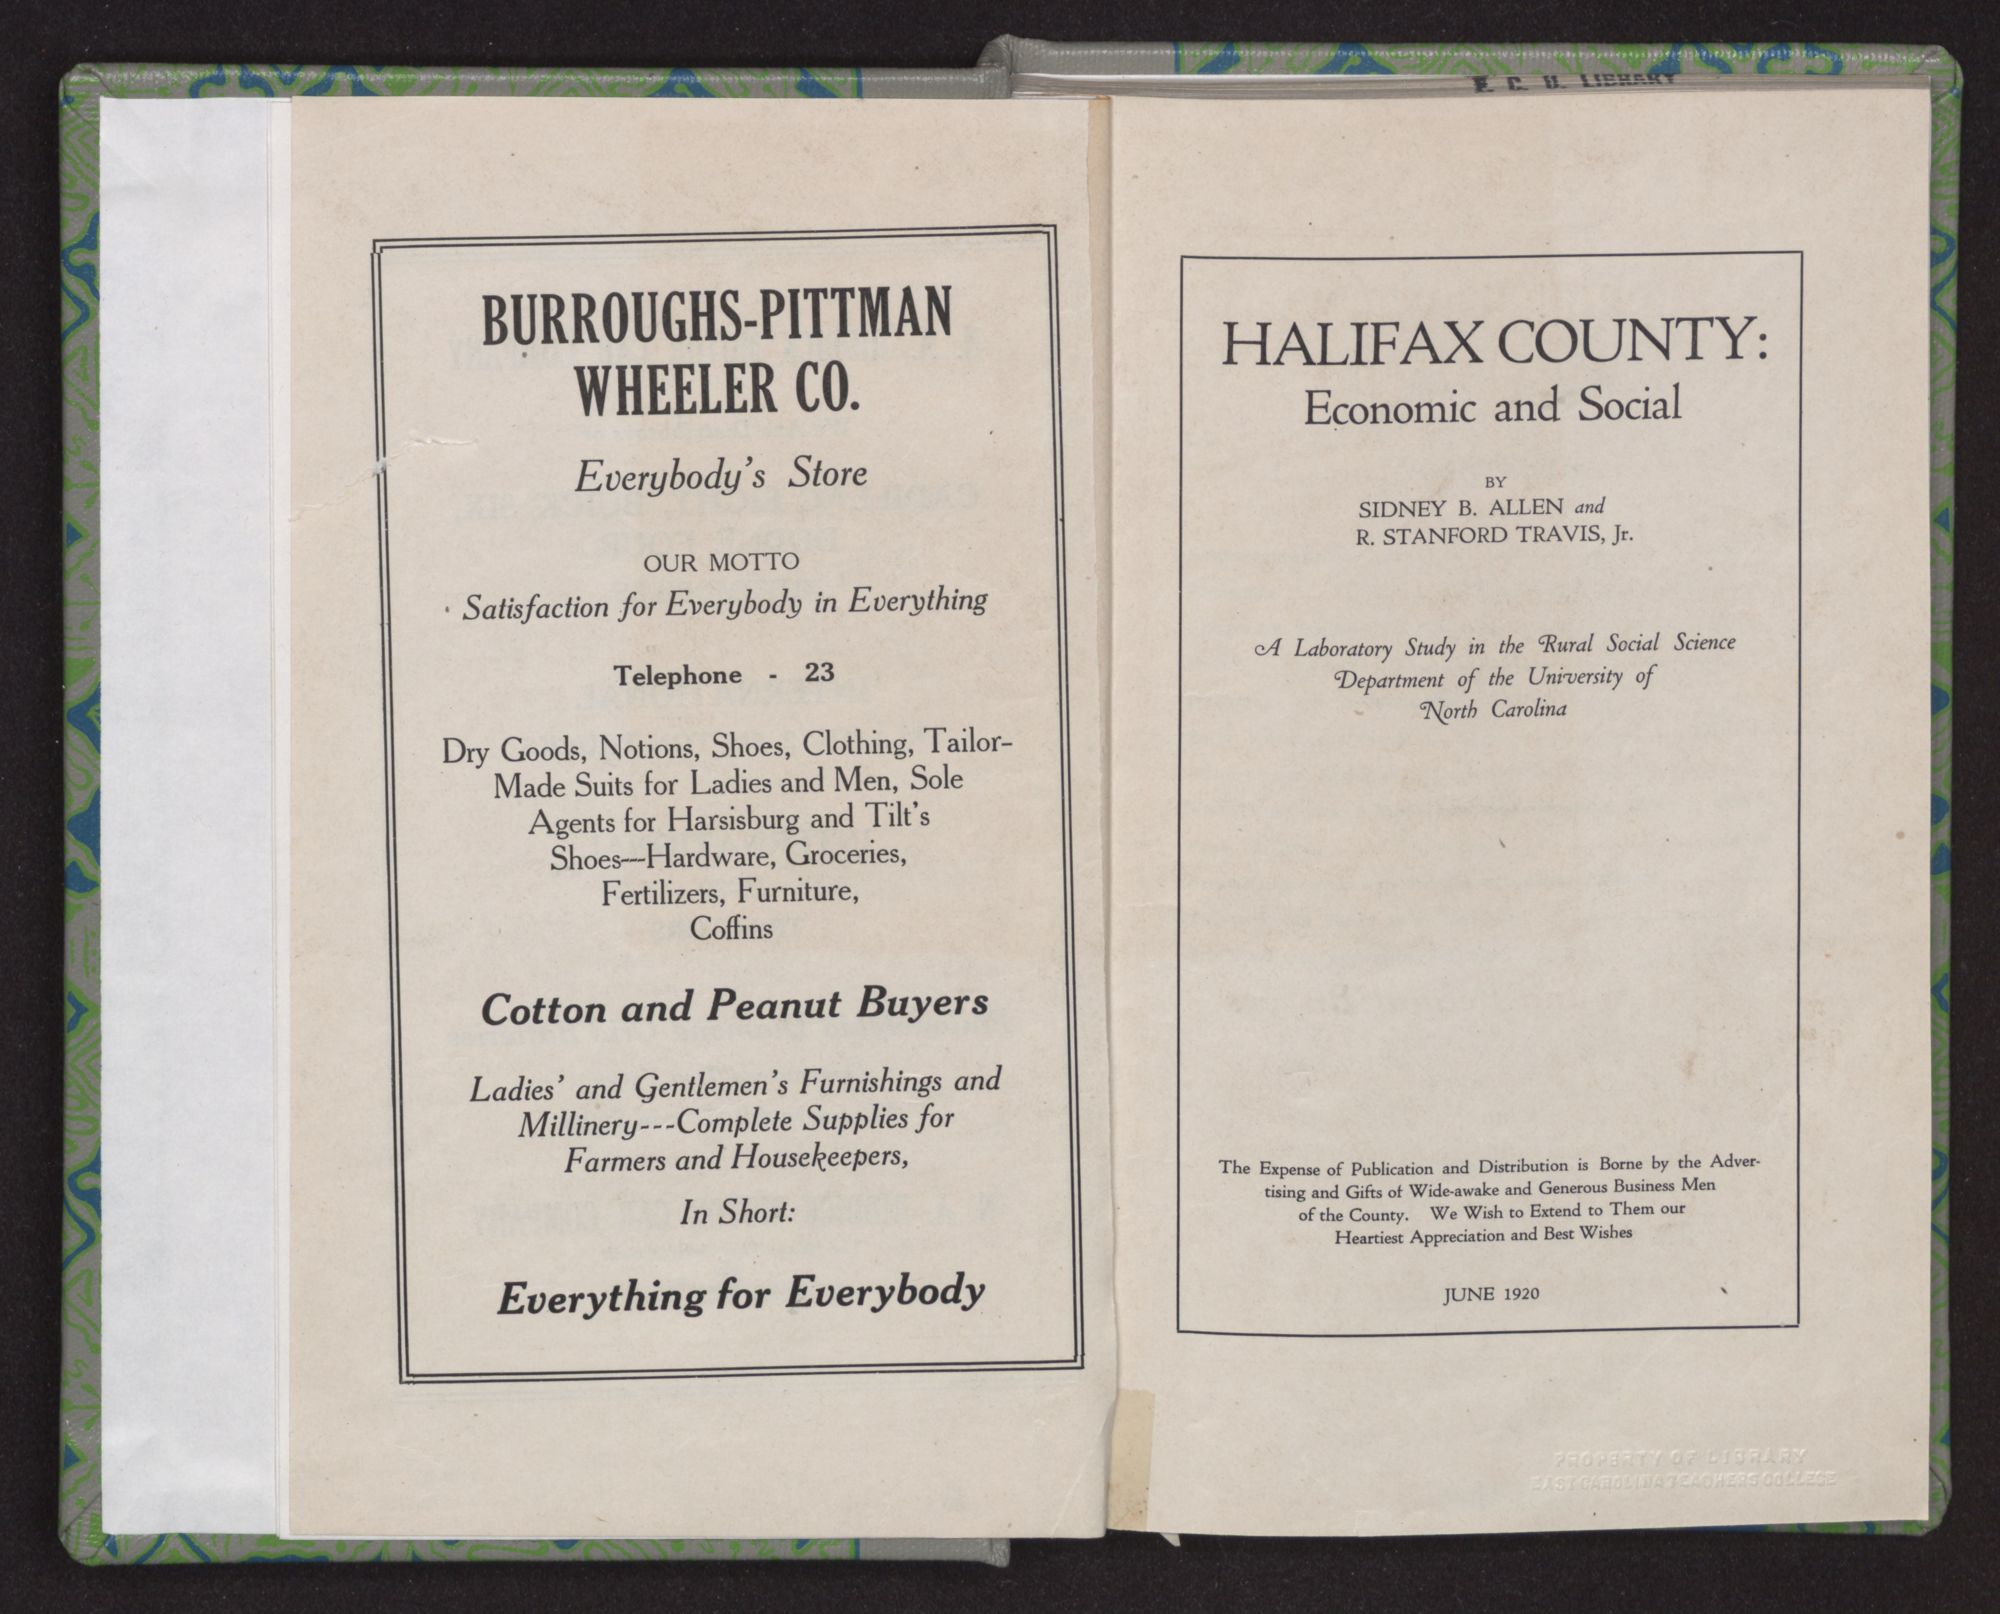 BURROUGHS-PITTMAN
WHEELER CO.
Everybody's Store
OUR MOTTO
Satisfaction for Everybody in Everything
Telephone - 23
Dry Goods, Notions, Shoes, Clothing, Tailor-
Made Suits for Ladies and Men, Sole
Agents for Harsisburg and Tilt's
Shoes---Hardware, Groceries,
Fertilizers, Furniture,
Coffins
Cotton and Peanut Buyers
Ladies' and Gentlemen's Furnishings and
Millinery---Complete Supplies for
Farmers and Housekeepers,
In Short:
Everything for Everybody
E. C. U. LIBRARY
HALIFAX COUNTY:
Economic and Social
BY
SIDNEY B. ALLEN and
R. STANFORD TRAVIS, Jr.
A Laboratory Study in the Rural Social Science
Department of the University of
North Carolina
The Expense of Publication and Distribution is Borne by the Adver-
tising and Gifts of Wide-awake and Generous Business Men
of the County. We Wish to Extend to Them our
Heartiest Appreciation and Best Wishes
JUNE 1920
PROPERTY OF LIBRARY
EAST CAROLINA TEACHERS COLLEGE